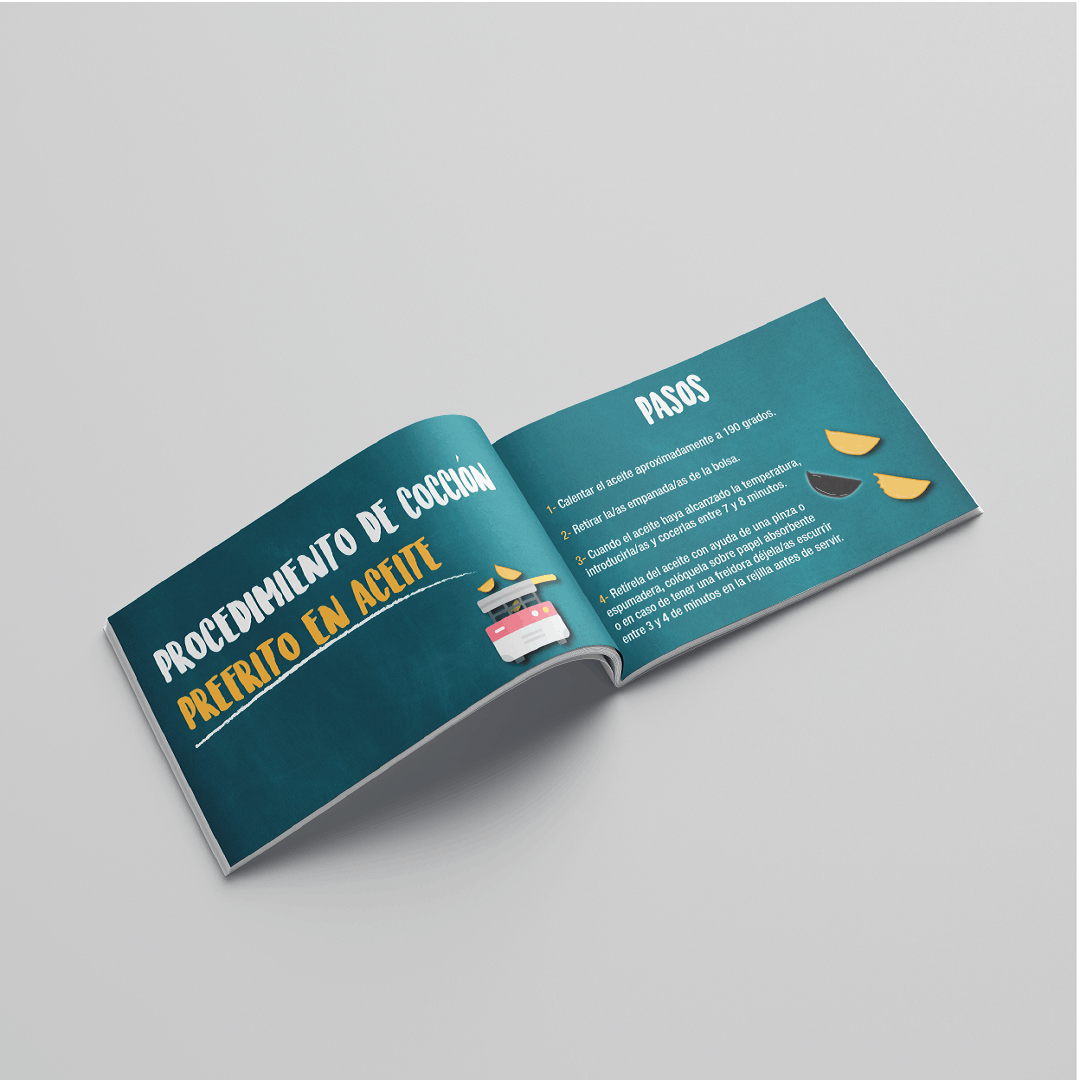 PROCEDIMIENTO DE COCCIÓN
PREFRITO EN ACEITE
PASOS
1- Calentar el aceite aproximadamente a 190 grados.
2- Retirar la/as empanada/as de la bolsa.
3- Cuando el aceite haya alcanzado la temperatura,
introducirla/as y cocerlas entre 7 y 8 minutos.
4- Retirela del aceite con ayuda de una pinza o
espumadera, colóquela sobre papel absorbente
o en caso de tener una freidora déjela/as escurrir
entre 3 y 4 de minutos en la rejilla antes de servir.